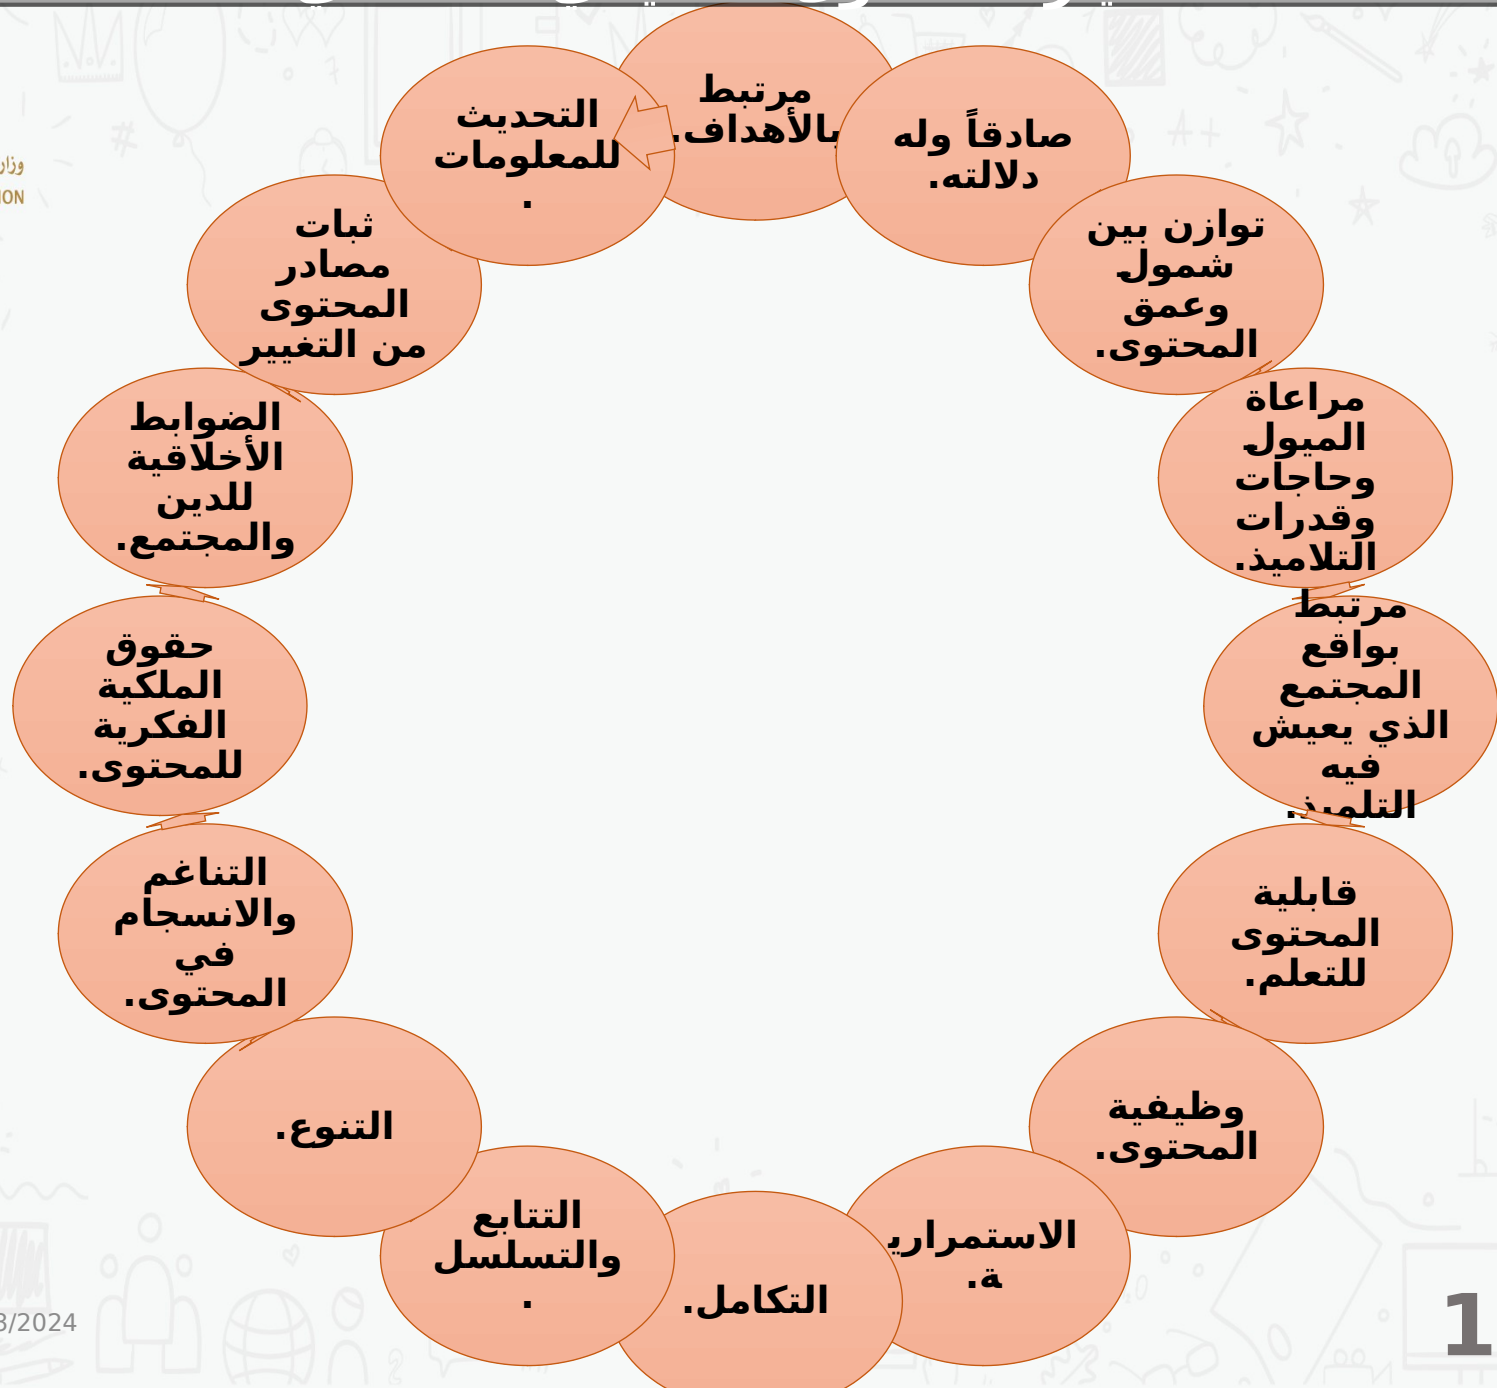 مرتبط
بالأهداف.
صادقاً وله
دلالته.
توازن بين
شمول
وعمق
المحتوى.
مراعاة
الميول
وحاجات
وقدرات
التلاميذ.
مرتبط
بواقع
المجتمع
الذي يعيش
فيه
التلميذ.
قابلية
المحتوى
للتعلم.
وظيفية
المحتوى.
الاستمراري
ة.
التكامل.
التتابع
والتسلسل
.
التنوع.
التناغم
والانسجام
في
المحتوى.
حقوق
الملكية
الفكرية
للمحتوى.
الضوابط
الأخلاقية
للدين
والمجتمع.
ثبات
مصادر
المحتوى
من التغيير
التحديث
للمعلومات
.
3/2024
1